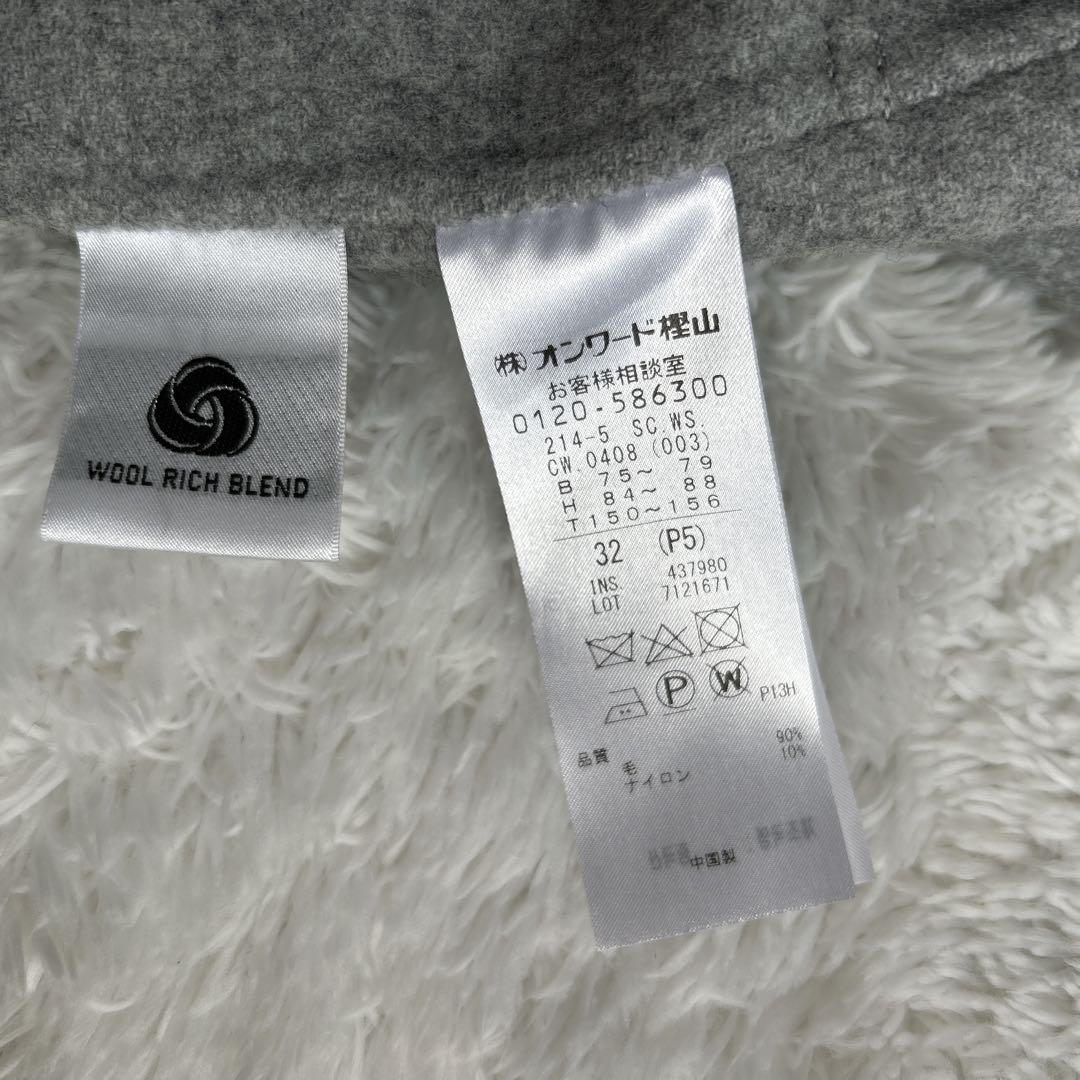 WOOL RICH BLEND
㈱オンワード樫山
お客様相談室
0120-586300
214-5 SC.WS.
CW.0408 (003)
B 75～ 79
H 84～ 88
T150～156
32 (P5)
INS. 437980
LOT 7121671
P
W
P13H
品質
毛 90%
ナイロン 10%
中国製